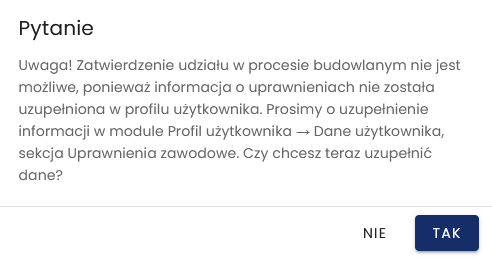 Pytanie
Uwaga! Zatwierdzenie udziału w procesie budowlanym nie jest
możliwe, ponieważ informacja o uprawnieniach nie została
uzupełniona w profilu użytkownika. Prosimy o uzupełnienie
informacji w module Profil użytkownika → Dane użytkownika,
sekcja Uprawnienia zawodowe. Czy chcesz teraz uzupełnić
dane?
NIE TAK